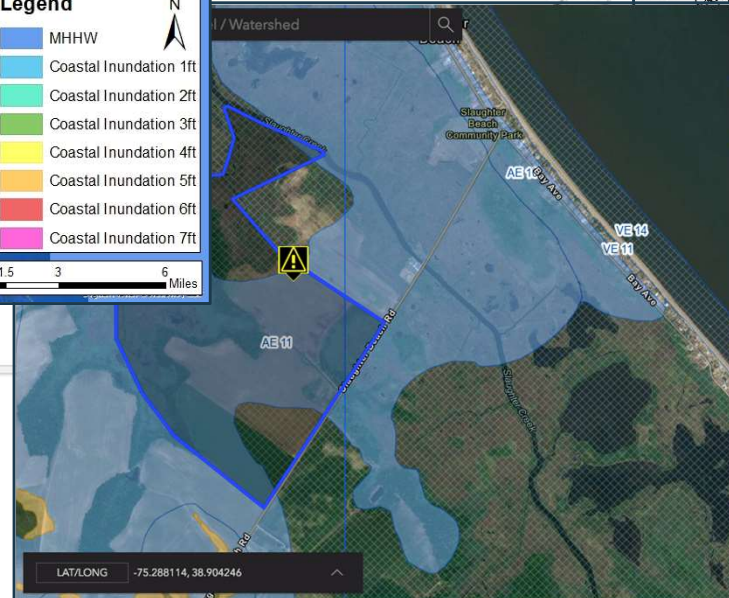 Legend
N
MHHW
Coastal Inundation 1ft
Coastal Inundation 2ft
Coastal Inundation 3ft
Coastal Inundation 4ft
Coastal Inundation 5ft
Coastal Inundation 6ft
Coastal Inundation 7ft
1.5 3 6
Miles
/ Watershed
Beach
Slaughter Creek
Slaughter
Beach
Community Park
Bay Ave
VE 14
VE 11
Bay Ave
AE 11
Slaughter Beach Rd
Slaughter Creek
Rd
LAT/LONG -75.288114, 38.904246